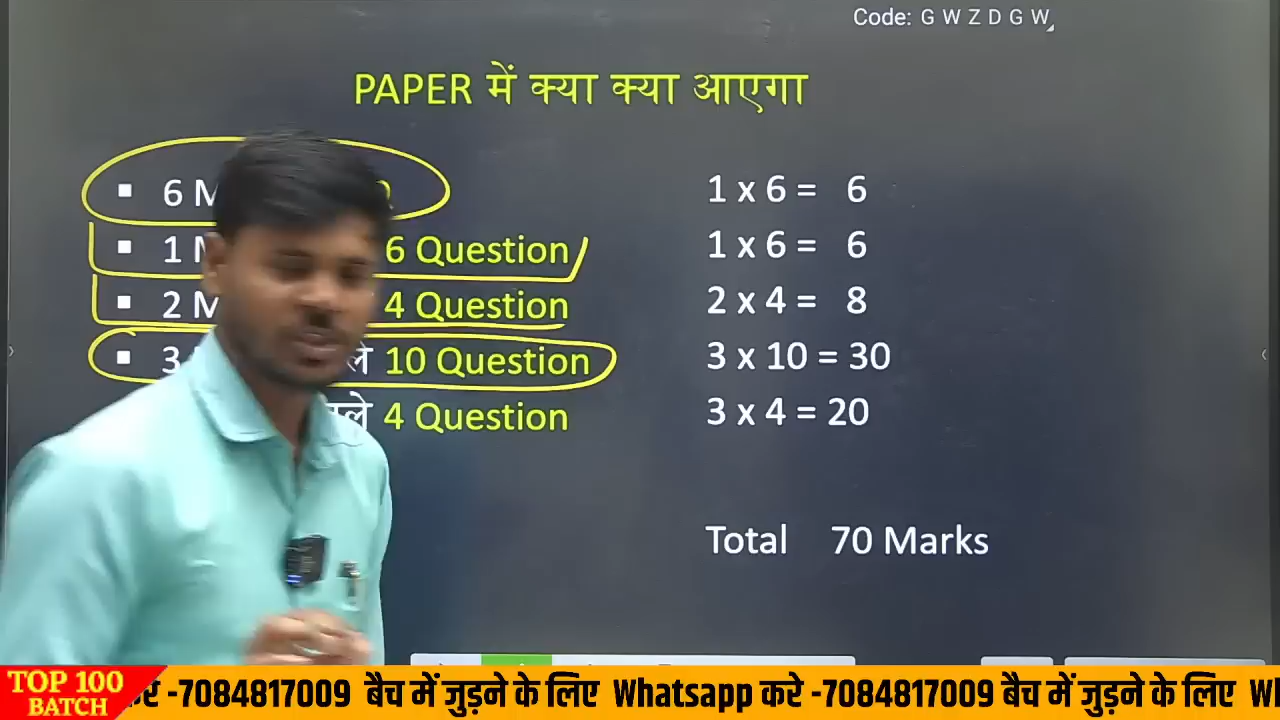 Code: G W Z D G W
PAPER में क्या क्या आएगा
▪ 6 M
1 x 6 = 6
▪ 1 M 6 Question
1 x 6 = 6
▪ 2 M 4 Question
2 x 4 = 8
▪ 3 ले 10 Question
3 x 10 = 30
4 Question
3 x 4 = 20
Total 70 Marks
TOP 100
BATCH
-7084817009 बैच में जुड़ने के लिए Whatsapp करे -7084817009 बैच में जुड़ने के लिए